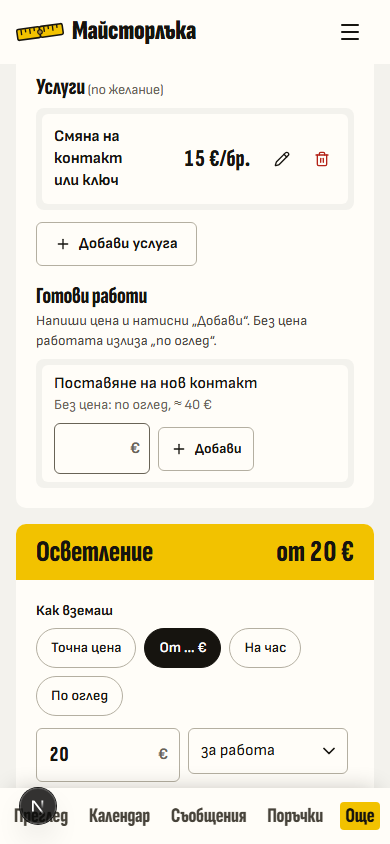 Майсторлъка
Услуги (по желание)
Смяна на
контакт
или ключ
15 €/бр.
+ Добави услуга
Готови работи
Напиши цена и натисни „Добави“. Без цена
работата излиза „по оглед“.
Поставяне на нов контакт
Без цена: по оглед, ≈ 40 €
€
+ Добави
Осветление
от 20 €
Как вземаш
Точна цена
От ... €
На час
По оглед
20 €
за работа
Преглед
N
Календар
Съобщения
Поръчки
Още